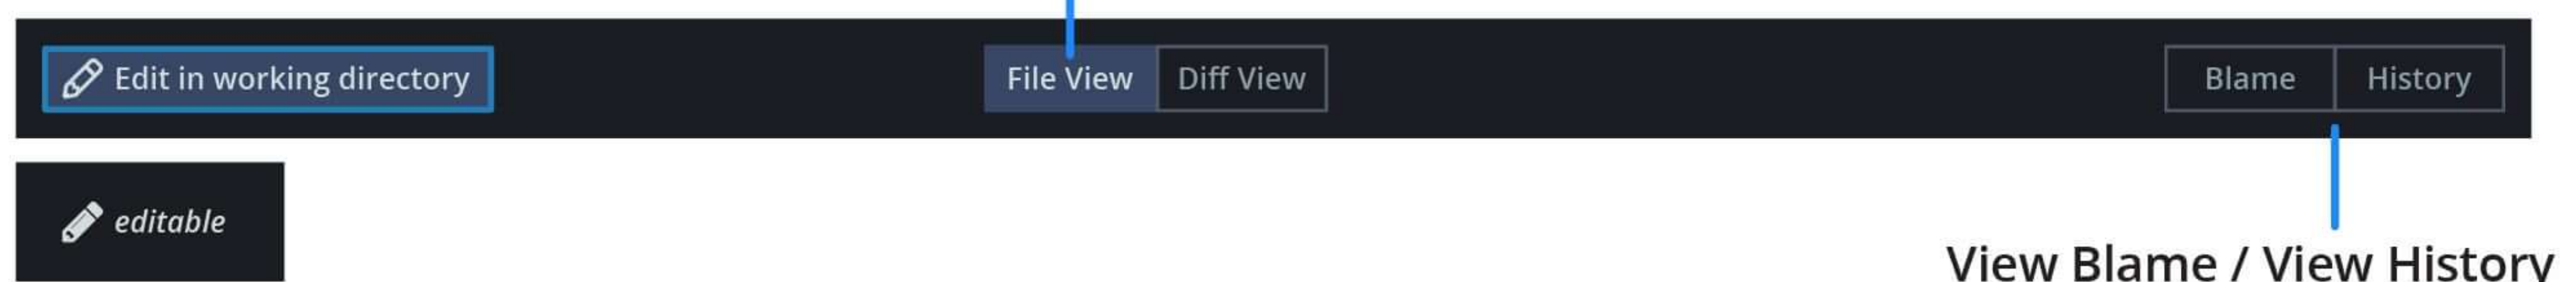 Edit in working directory
File View
Diff View
Blame
History
editable
View Blame / View History